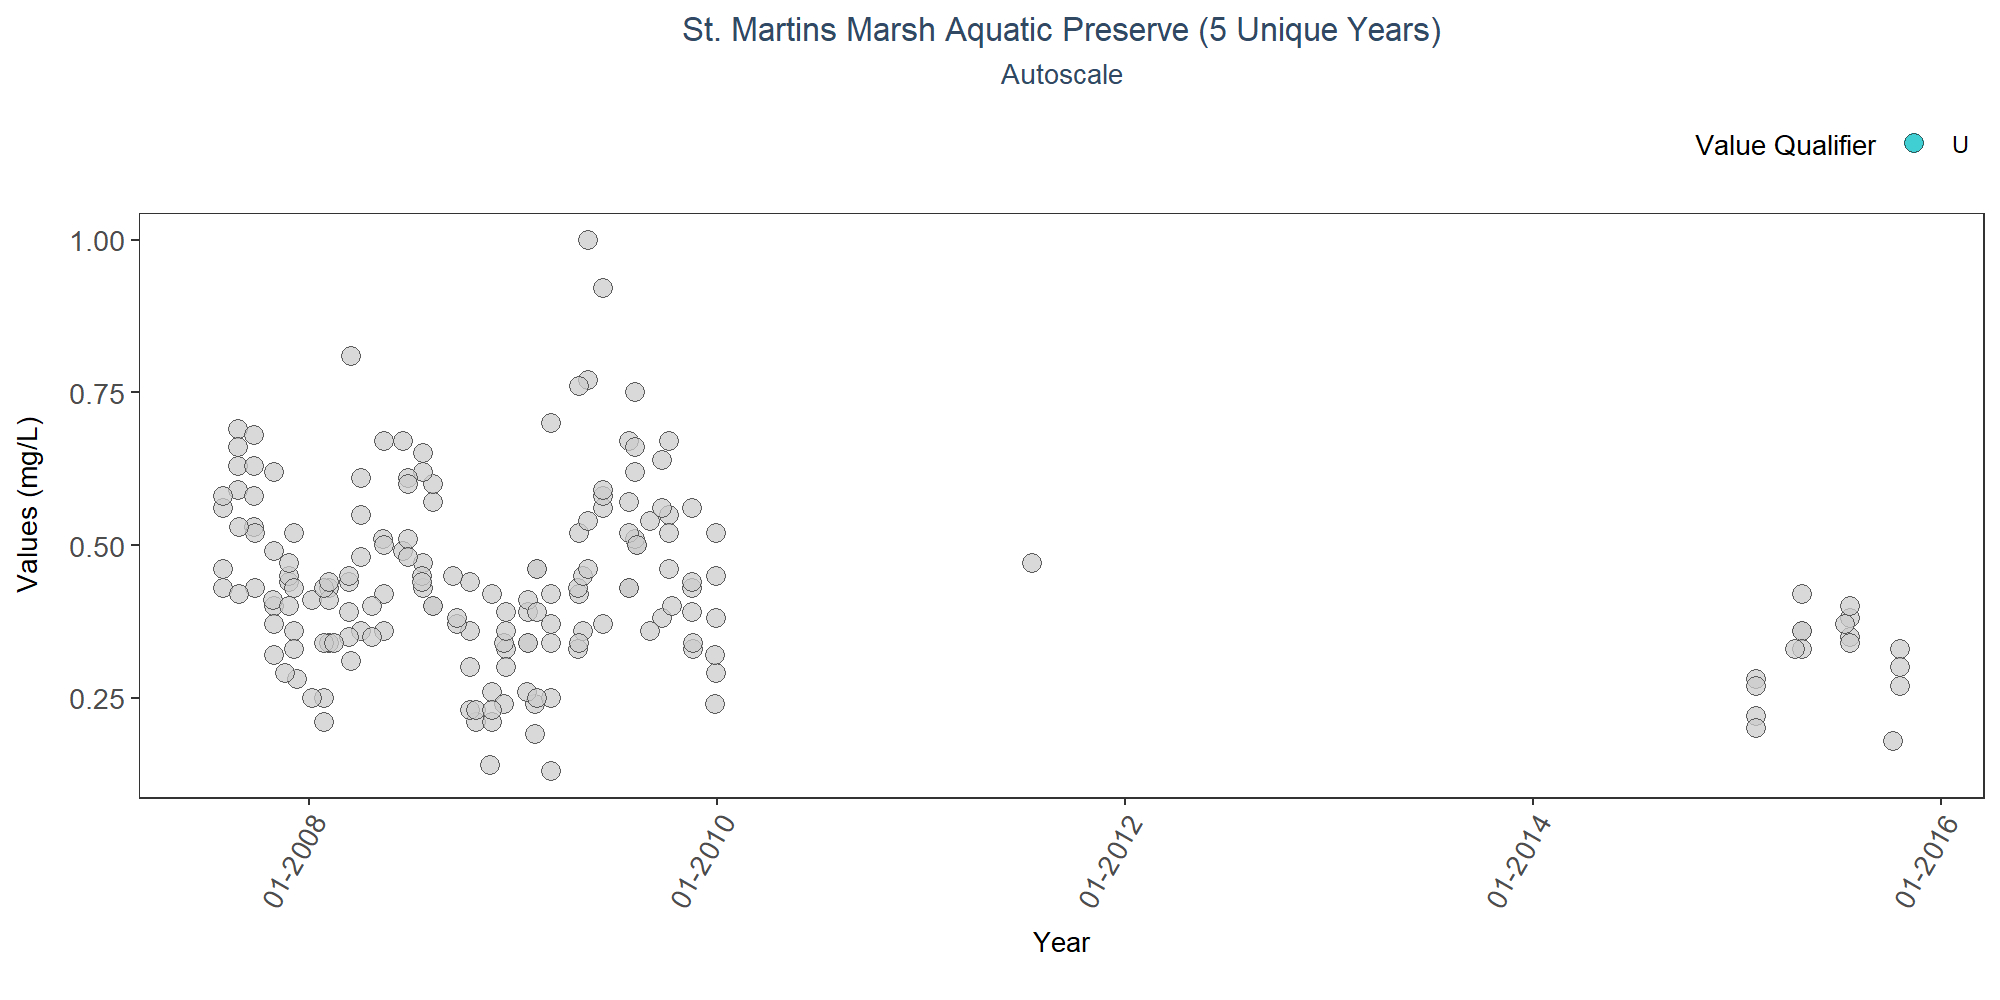 St. Martins Marsh Aquatic Preserve (5 Unique Years)
Autoscale
Value Qualifier U
1.00
0.75
0.50
0.25
Values (mg/L)
01-2008 01-2010 01-2012 01-2014 01-2016
Year